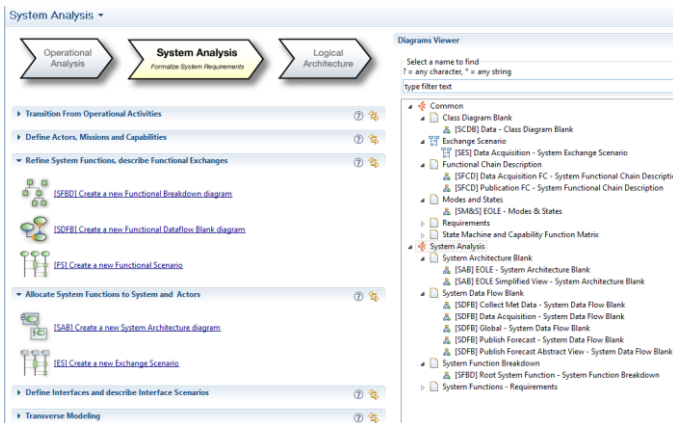 System Analysis
Operational
Analysis
System Analysis
Formalize System Requirements
Logical
Architecture
Transition From Operational Activities
Define Actors, Missions and Capabilities
Refine System Functions, describe Functional Exchanges
[SFBD] Create a new Functional Breakdown diagram
[SDFB] Create a new Functional Dataflow Blank diagram
[FS] Create a new Functional Scenario
Allocate System Functions to System and Actors
[SAB] Create a new System Architecture diagram
[ES] Create a new Exchange Scenario
Define Interfaces and describe Interface Scenarios
Transverse Modeling
Diagrams Viewer
Select a name to find
? = any character, * = any string
type filter text
Common
Class Diagram Blank
[SCDB] Data - Class Diagram Blank
Exchange Scenario
[SES] Data Acquisition - System Exchange Scenario
Functional Chain Description
[SFCD] Data Acquisition FC - System Functional Chain Descripti
[SFCD] Publication FC - System Functional Chain Description
Modes and States
[SM&S] EOLE - Modes & States
Requirements
State Machine and Capability Function Matrix
System Analysis
System Architecture Blank
[SAB] EOLE - System Architecture Blank
[SAB] EOLE Simplified View - System Architecture Blank
System Data Flow Blank
[SDFB] Collect Met Data - System Data Flow Blank
[SDFB] Data Acquisition - System Data Flow Blank
[SDFB] Global - System Data Flow Blank
[SDFB] Publish Forecast - System Data Flow Blank
[SDFB] Publish Forecast Abstract View - System Data Flow Blank
System Function Breakdown
[SFBD] Root System Function - System Function Breakdown
System Functions - Requirements